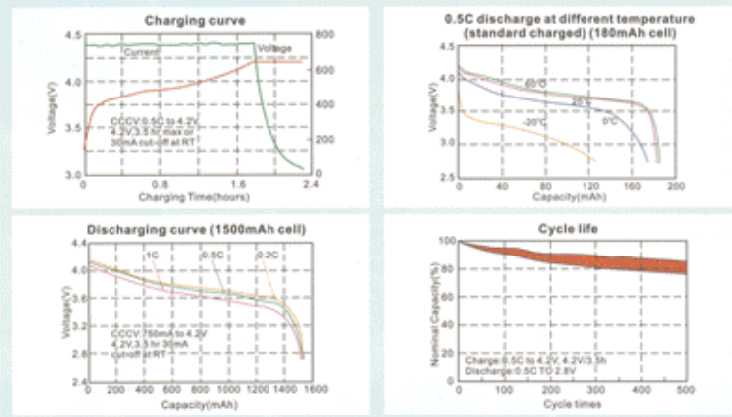 Charging curve
4.5
800
Current
Voltage
600
4.0
Voltage(V)
400
CCCV:0.5C to 4.2V
3.5
4.2V,3.5 hr max or
200
30mA cut-off at RT
3.0
0
0
0.8
1.6
2.4
Charging Time(hours)
0.5C discharge at different temperature
(standard charged) (180mAh cell)
4.5
4.0
60°C
25°C
Voltage(V)
3.5
-20°C
0°C
3.0
2.5
0
40
80
120
160
200
Capacity(mAh)
Discharging curve (1500mAh cell)
4.4
1C
0.5C
0.2C
4.0
3.6
Voltage(V)
3.2
CCCV:750mA to 4.2V
4.2V,3.5 hr 30mA
2.8
cut-off at RT
2.4
0
200
400
600
800
1000
1200
1400
1600
Capacity(mAh)
Cycle life
100
80
60
Nominal Capacity(%)
40
20
Charge:0.5C to 4.2V, 4.2V/3.5h
Discharge:0.5C TO 2.8V
0
0
100
200
300
400
500
Cycle times